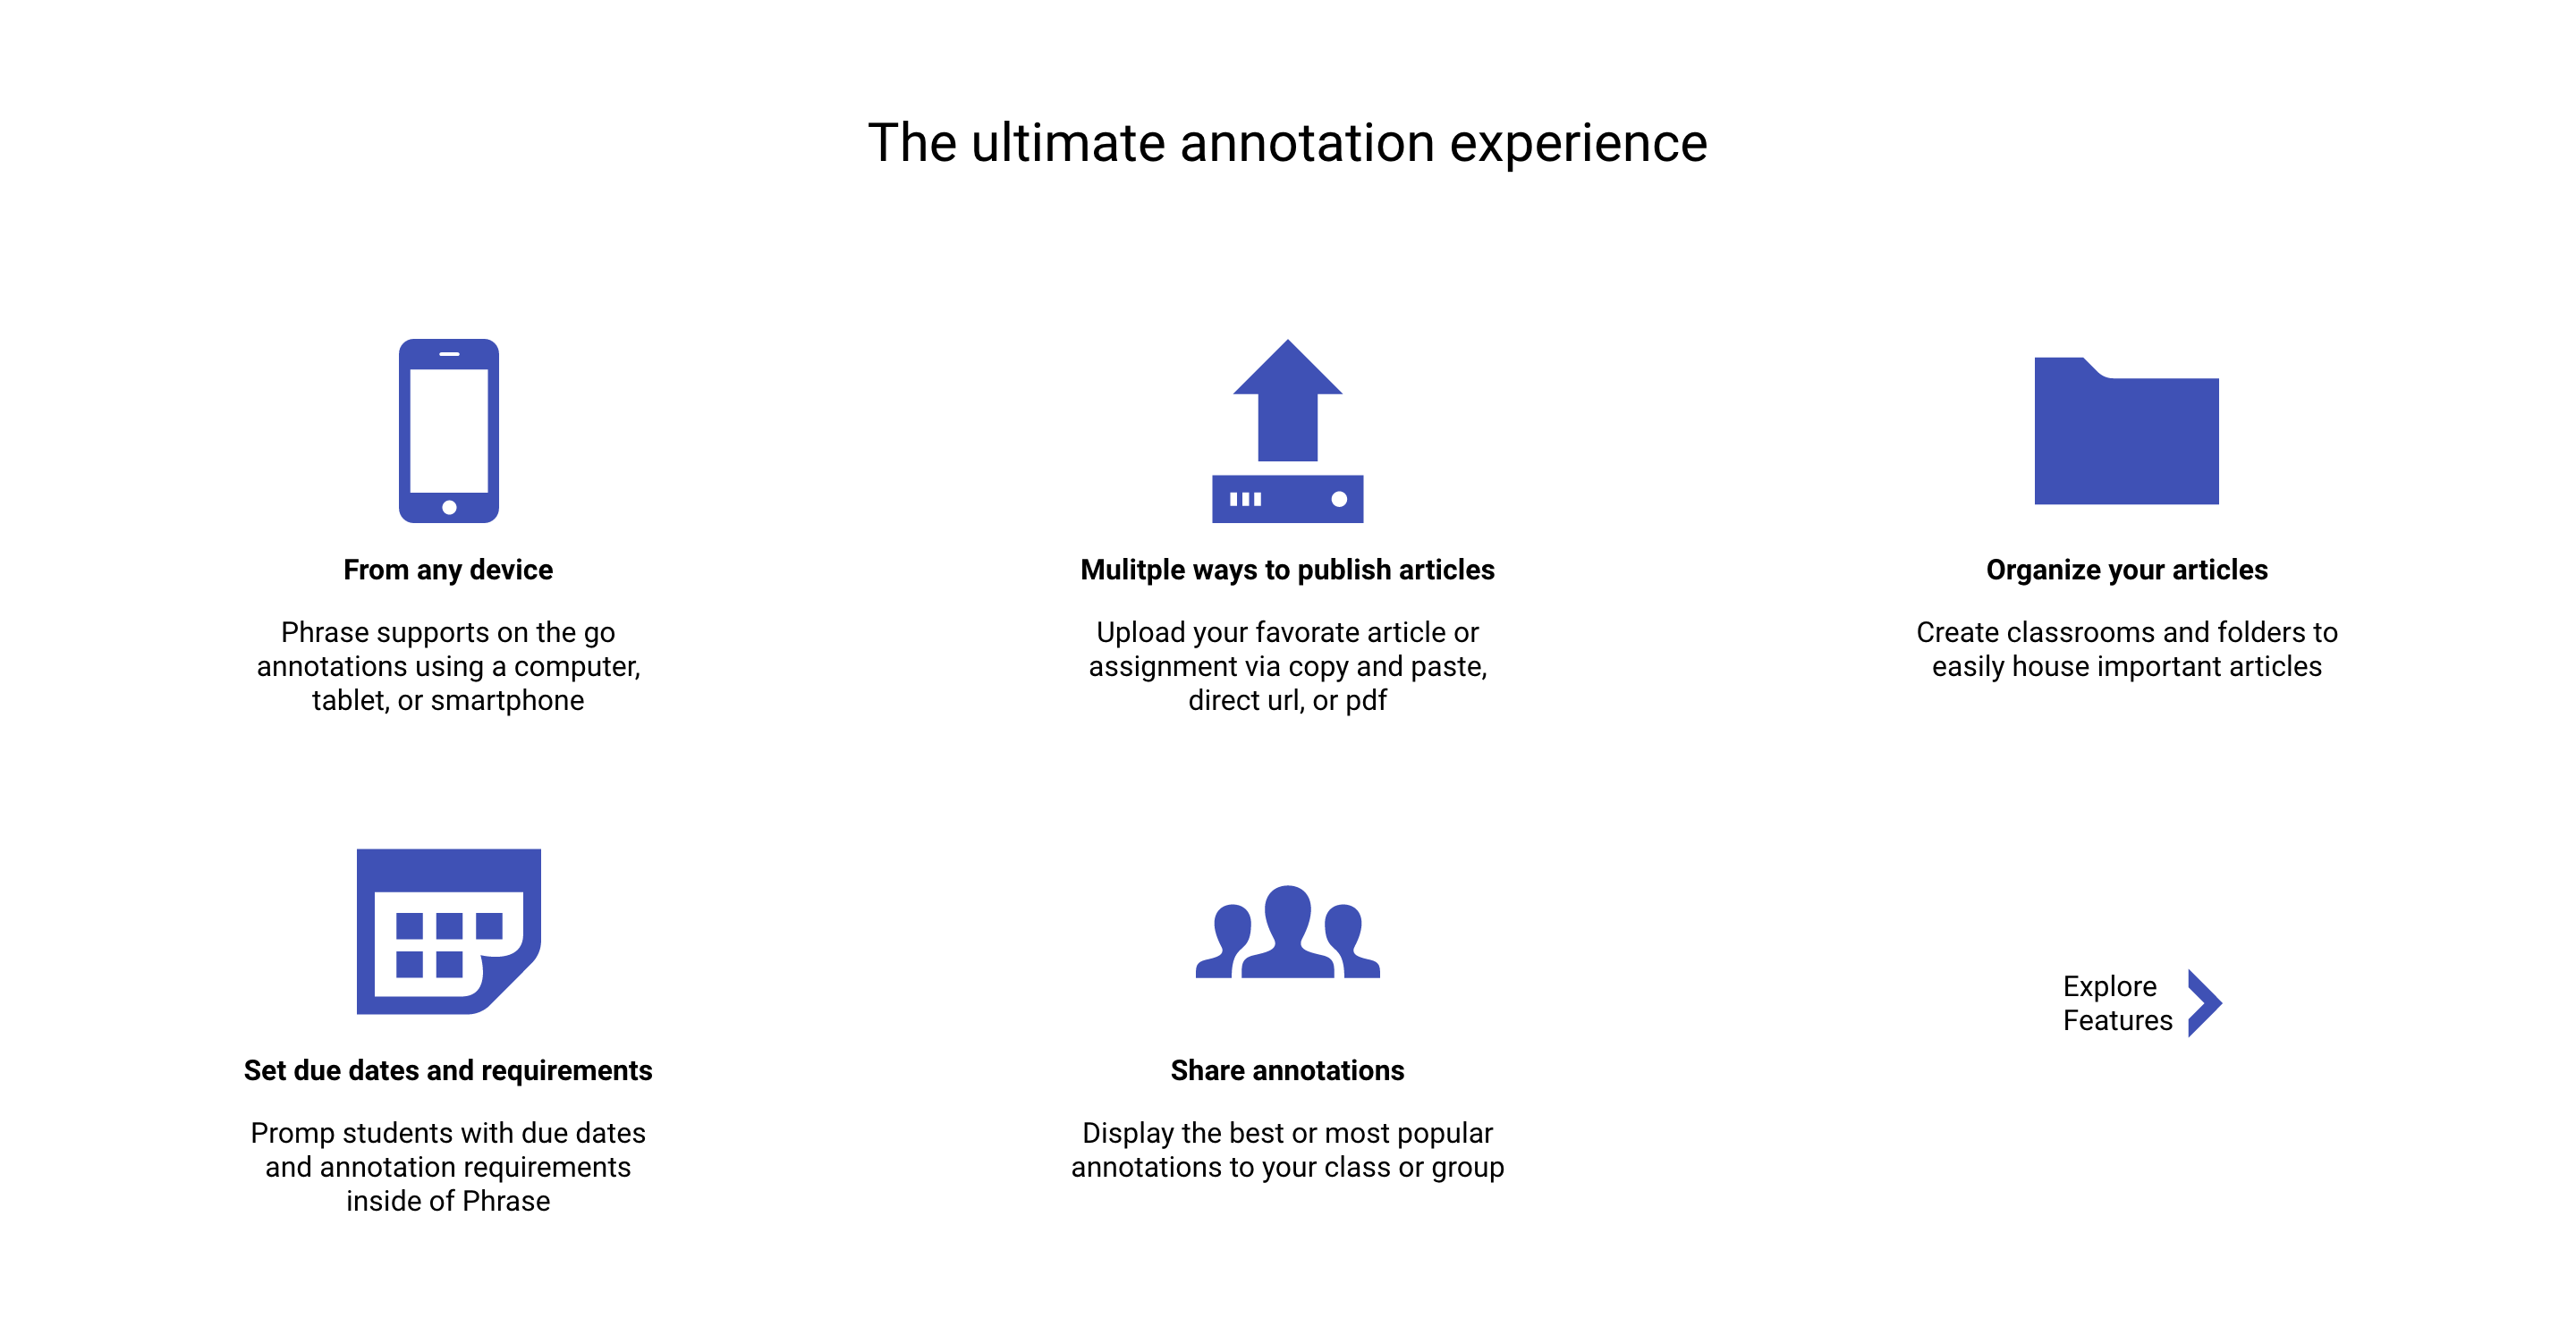 The ultimate annotation experience
From any device
Phrase supports on the go
annotations using a computer,
tablet, or smartphone
Mulitple ways to publish articles
Upload your favorate article or
assignment via copy and paste,
direct url, or pdf
Organize your articles
Create classrooms and folders to
easily house important articles
Set due dates and requirements
Promp students with due dates
and annotation requirements
inside of Phrase
Share annotations
Display the best or most popular
annotations to your class or group
Explore
Features